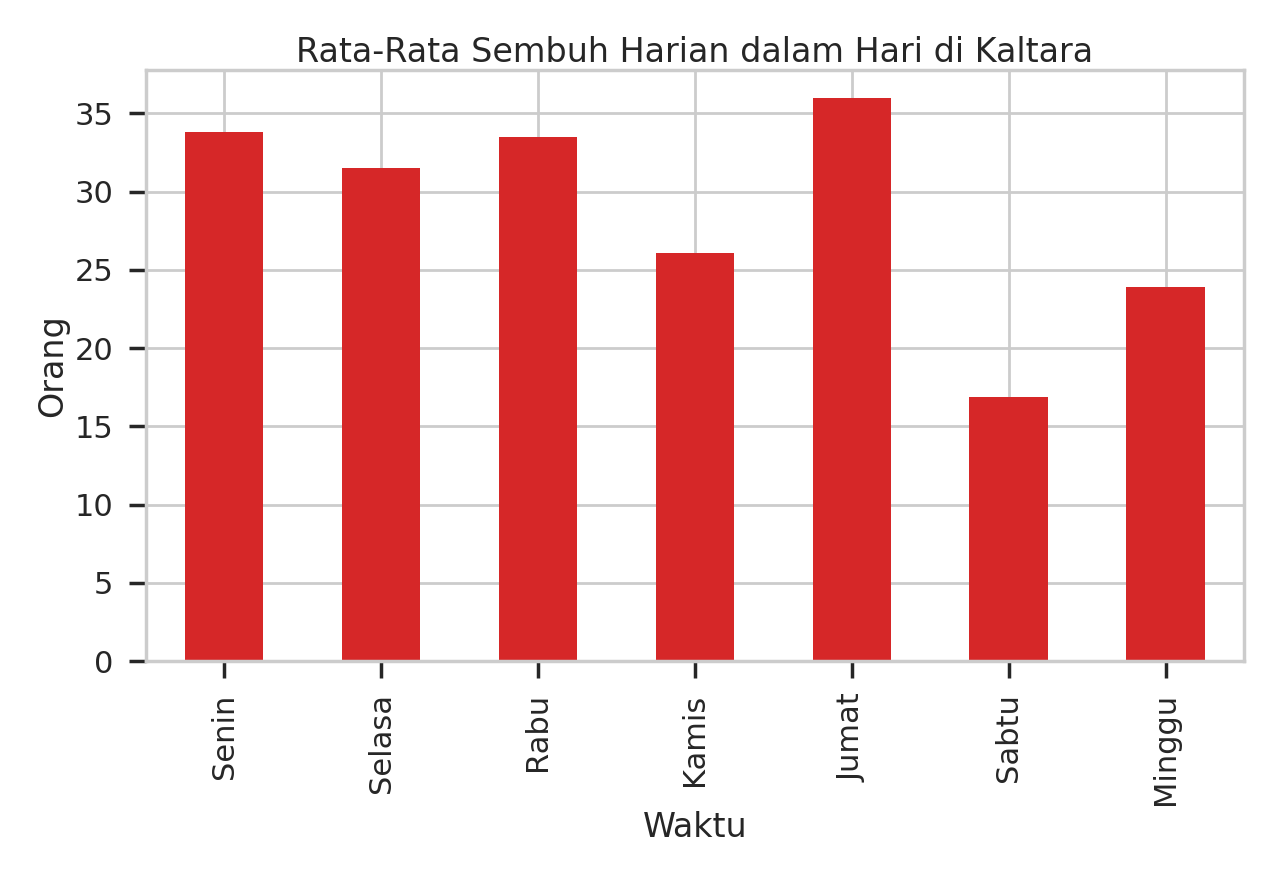 Rata-Rata Sembuh Harian dalam Hari di Kaltara
Orang
35
30
25
20
15
10
5
0
Senin
Selasa
Rabu
Kamis
Jumat
Sabtu
Minggu
Waktu